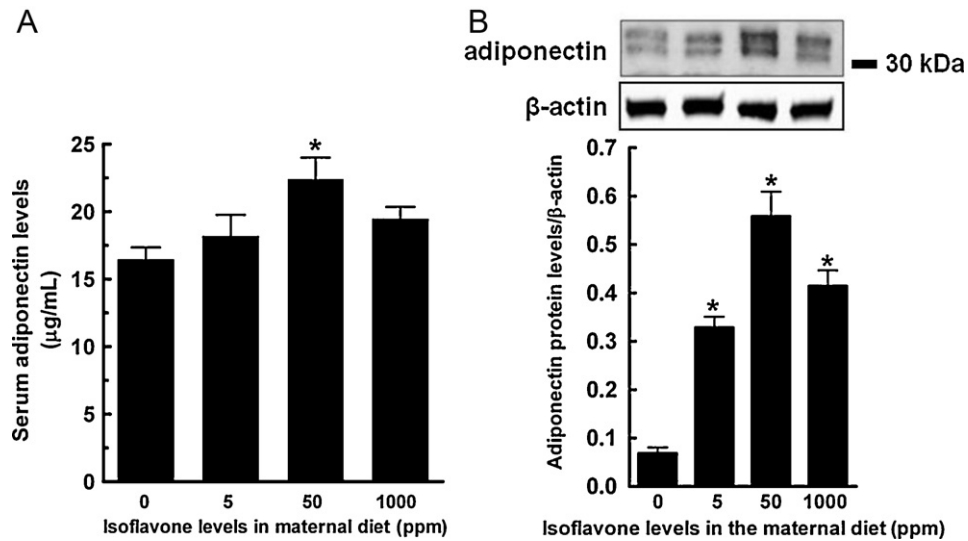 A
Serum adiponectin levels
(µg/mL)
25
20
15
10
5
0
*
0 5 50 1000
Isoflavone levels in maternal diet (ppm)
B
adiponectin
30 kDa
β-actin
Adiponectin protein levels/β-actin
0.7
0.6
0.5
0.4
0.3
0.2
0.1
0.0
*
*
*
0 5 50 1000
Isoflavone levels in the maternal diet (ppm)